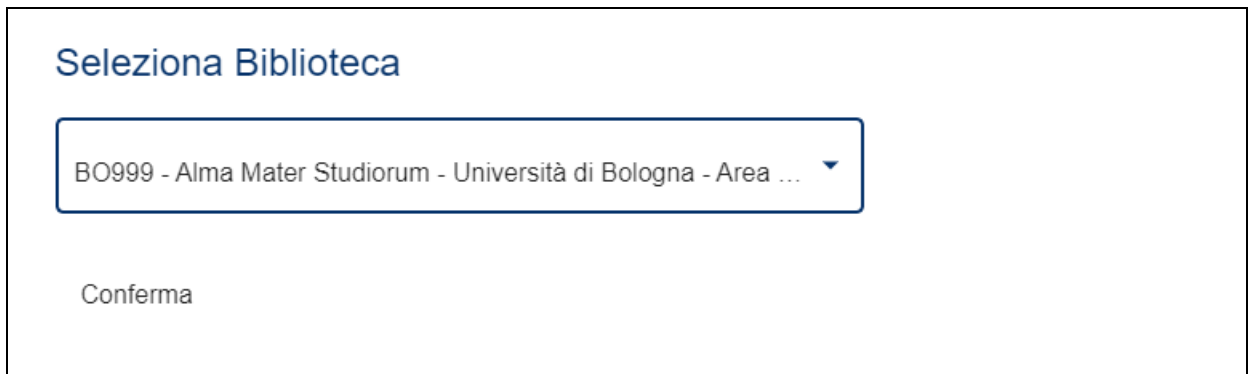 Seleziona Biblioteca
BO999 - Alma Mater Studiorum - Università di Bologna - Area ...
Conferma